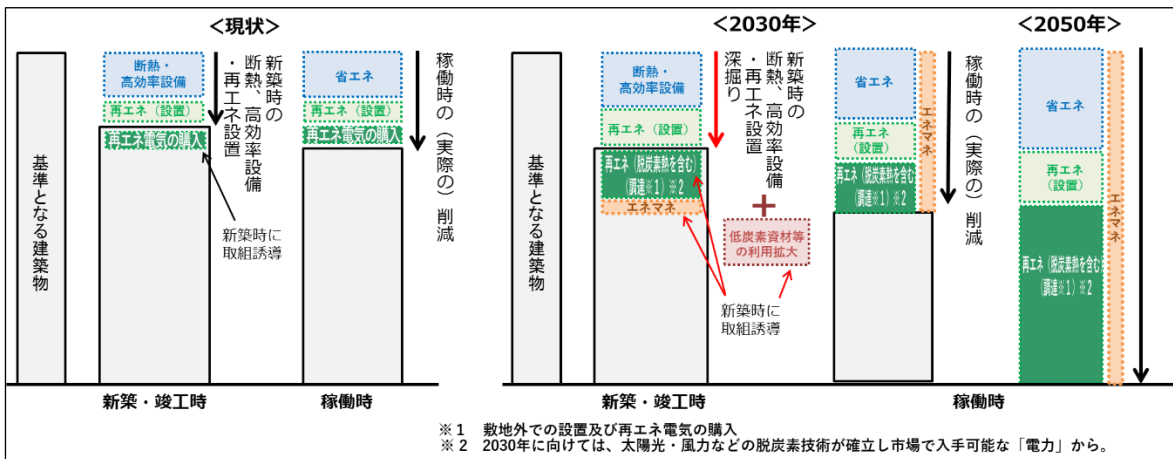 ＜現状＞
基準となる建築物
断熱・
高効率設備
再エネ（設置）
再エネ電気の購入
新築時の
断熱、高効率設備
・再エネ設置
新築時に
取組誘導
省エネ
再エネ（設置）
再エネ電気の購入
稼働時の（実際の）削減
新築・竣工時
稼働時
＜2030年＞
基準となる建築物
断熱・
高効率設備
再エネ（設置）
再エネ（脱炭素熱を含む）
（調達※1）※2
エネマネ
新築時の
断熱、高効率設備
・再エネ設置
深掘り
＋
低炭素資材等
の利用拡大
新築時に
取組誘導
省エネ
再エネ
（設置）
再エネ（脱炭素熱を含む）
（調達※1）※2
エネマネ
稼働時の（実際の）削減
＜2050年＞
省エネ
再エネ
（設置）
再エネ（脱炭素熱を含む）
（調達※1）※2
エネマネ
新築・竣工時
稼働時
※１　敷地外での設置及び再エネ電気の購入
※２　2030年に向けては、太陽光・風力などの脱炭素技術が確立し市場で入手可能な「電力」から。